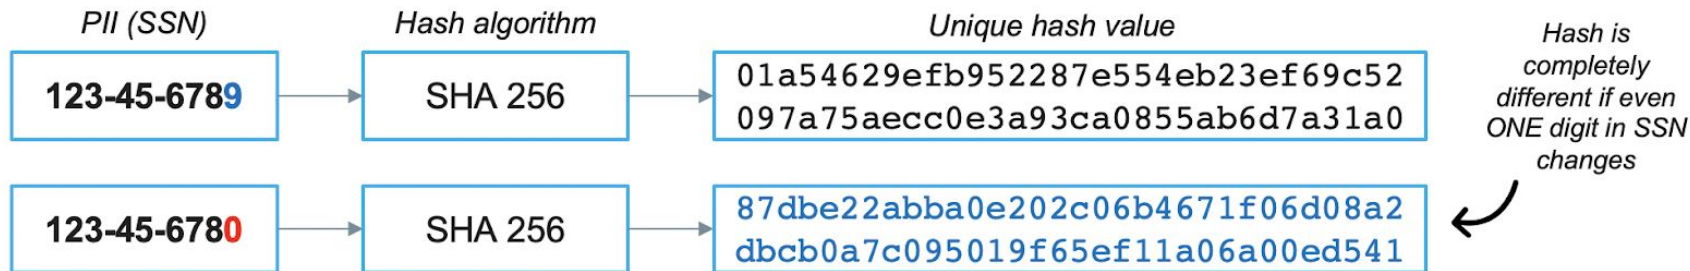 PII (SSN)
Hash algorithm
Unique hash value
123-45-6789
SHA 256
01a54629efb952287e554eb23ef69c52
097a75aecc0e3a93ca0855ab6d7a31a0
Hash is
completely
different if even
ONE digit in SSN
changes
123-45-6780
SHA 256
87dbe22abba0e202c06b4671f06d08a2
dbcb0a7c095019f65ef11a06a00ed541